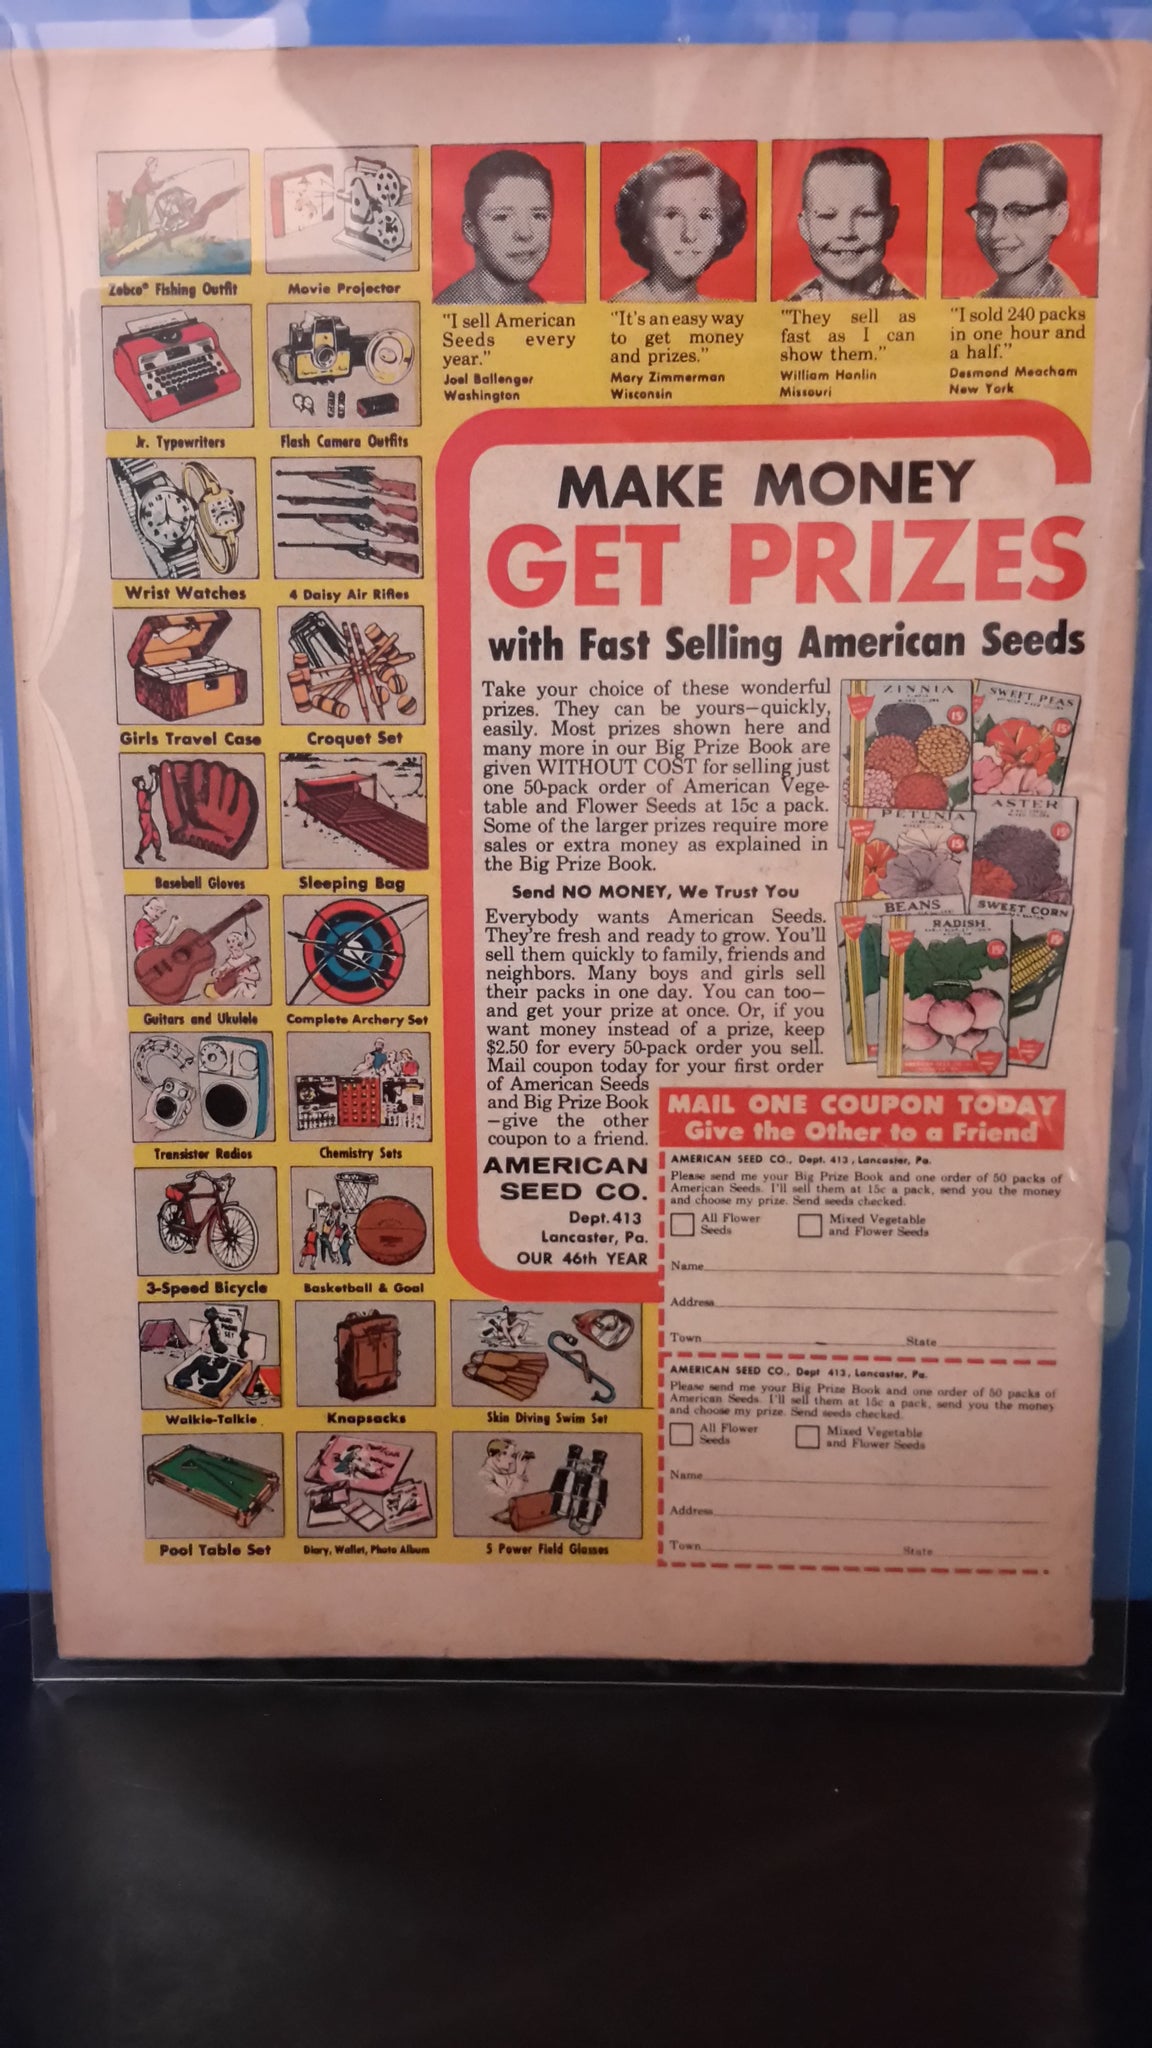 Zebco® Fishing Outfit
Movie Projector
Jr. Typewriters
Flash Camera Outfits
Wrist Watches
4 Daisy Air Rifles
Girls Travel Case
Croquet Set
Baseball Gloves
Sleeping Bag
Guitars and Ukulele
Complete Archery Set
Transistor Radios
Chemistry Sets
3-Speed Bicycle
Basketball & Goal
Walkie-Talkie
Knapsacks
Skin Diving Swim Set
Pool Table Set
Diary, Wallet, Photo Album
5 Power Field Glasses
"I sell American
Seeds every
year."
Joel Ballenger
Washington
"It's an easy way
to get money
and prizes."
Mary Zimmerman
Wisconsin
"They sell as
fast as I can
show them."
William Hanlin
Missouri
"I sold 240 packs
in one hour and
a half."
Desmond Meacham
New York
MAKE MONEY
GET PRIZES
with Fast Selling American Seeds
Take your choice of these wonderful
prizes. They can be yours—quickly,
easily. Most prizes shown here and
many more in our Big Prize Book are
given WITHOUT COST for selling just
one 50-pack order of American Vege-
table and Flower Seeds at 15c a pack.
Some of the larger prizes require more
sales or extra money as explained in
the Big Prize Book.
Send NO MONEY, We Trust You
Everybody wants American Seeds.
They're fresh and ready to grow. You'll
sell them quickly to family, friends and
neighbors. Many boys and girls sell
their packs in one day. You can too—
and get your prize at once. Or, if you
want money instead of a prize, keep
$2.50 for every 50-pack order you sell.
Mail coupon today for your first order
of American Seeds
and Big Prize Book
—give the other
coupon to a friend.
AMERICAN
SEED CO.
Dept. 413
Lancaster, Pa.
OUR 46th YEAR
ZINNIA
15¢
SWEET PEAS
15¢
PETUNIA
15¢
ASTER
15¢
BEANS
SWEET CORN
15¢
RADISH
15¢
MAIL ONE COUPON TODAY
Give the Other to a Friend
AMERICAN SEED CO., Dept. 413, Lancaster, Pa.
Please send me your Big Prize Book and one order of 50 packs of
American Seeds. I'll sell them at 15c a pack, send you the money
and choose my prize. Send seeds checked.
All Flower
Seeds
Mixed Vegetable
and Flower Seeds
Name
Address
Town State
AMERICAN SEED CO., Dept 413, Lancaster, Pa.
Please send me your Big Prize Book and one order of 50 packs of
American Seeds. I'll sell them at 15c a pack, send you the money
and choose my prize. Send seeds checked.
All Flower
Seeds
Mixed Vegetable
and Flower Seeds
Name
Address
Town State